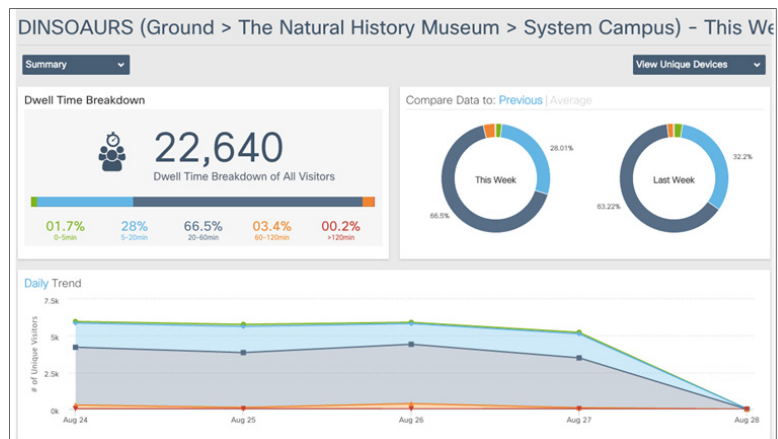 DINSOAURS (Ground > The Natural History Museum > System Campus) - This We
Summary
View Unique Devices
Dwell Time Breakdown
22,640
Dwell Time Breakdown of All Visitors
01.7% 28% 66.5% 03.4% 00.2%
0-5min 5-20min 20-60min 60-120min >120min
Compare Data to: Previous | Average
28.01%
This Week
66.5%
32.2%
Last Week
63.22%
Daily Trend
# of Unique Visitors
7.5k
5k
2.5k
0k
Aug 24 Aug 25 Aug 26 Aug 27 Aug 28